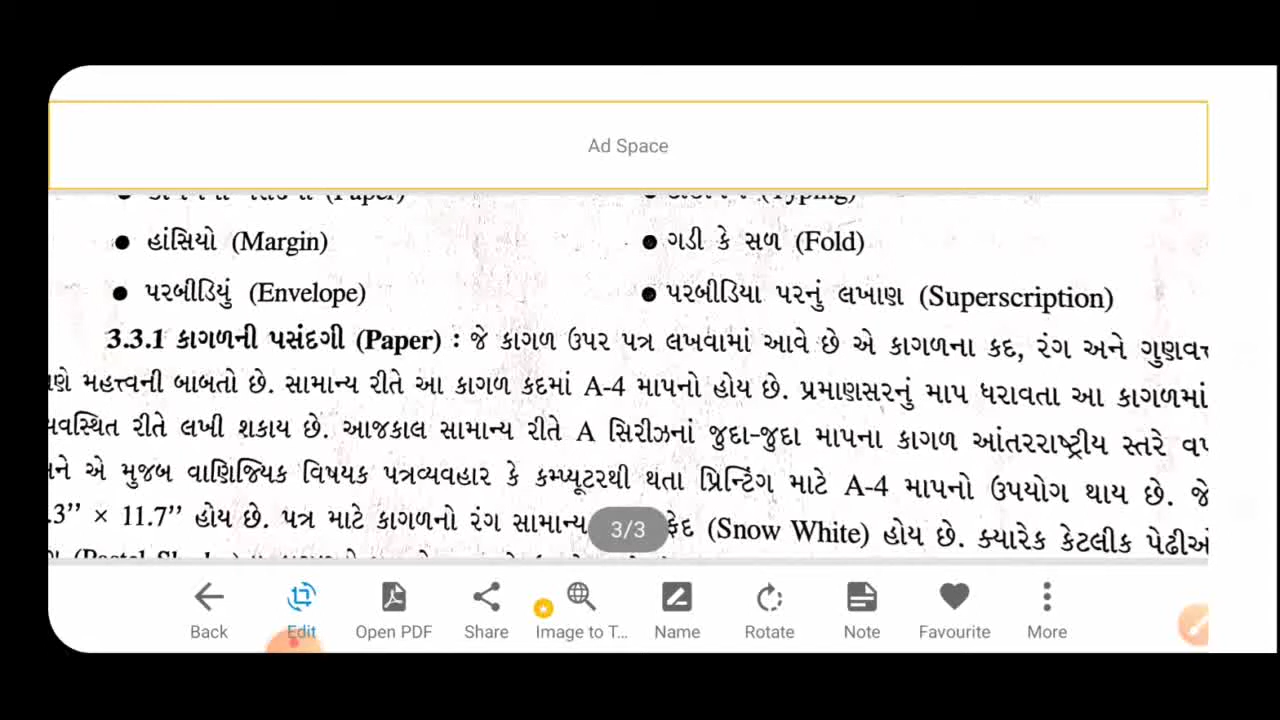 Ad Space
(Paper)
(Typing)
● હાંસિયો (Margin)
● ગડી કે સળ (Fold)
● પરબીડિયું (Envelope)
● પરબીડિયા પરનું લખાણ (Superscription)
3.3.1 કાગળની પસંદગી (Paper) : જે કાગળ ઉપર પત્ર લખવામાં આવે છે એ કાગળના કદ, રંગ અને
મહત્ત્વની બાબતો છે. સામાન્ય રીતે આ કાગળ કદમાં A-4 માપનો હોય છે. પ્રમાણસરનું માપ ધરાવતા આ કાગળમાં
રીતે લખી શકાય છે. આજકાલ સામાન્ય રીતે A સિરીઝનાં જુદા-જુદા માપના કાગળ આંતરરાષ્ટ્રીય સ્તરે
એ મુજબ વાણિજ્યિક વિષયક પત્રવ્યવહાર કે કમ્પ્યૂટરથી થતા પ્રિન્ટિંગ માટે A-4 માપનો ઉપયોગ થાય છે. જે
.3” × 11.7” હોય છે. પત્ર માટે કાગળનો રંગ સામાન્ય (Snow White) હોય છે. ક્યારેક કેટલીક
3/3
Back
Edit
Open PDF
Share
Image to T...
Name
Rotate
Note
Favourite
More